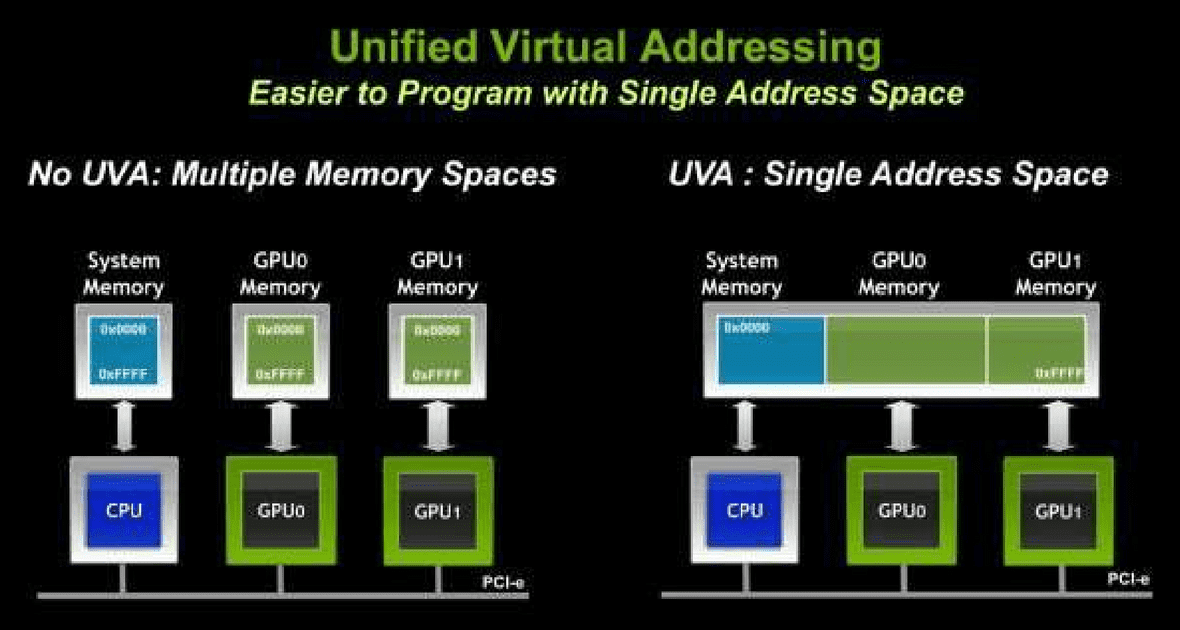 Unified Virtual Addressing
Easier to Program with Single Address Space
No UVA: Multiple Memory Spaces
System Memory
GPU0 Memory
GPU1 Memory
0x0000
0xFFFF
0x0000
0xFFFF
0x0000
0xFFFF
CPU
GPU0
GPU1
PCI-e
UVA : Single Address Space
System Memory
GPU0 Memory
GPU1 Memory
0x0000
0xFFFF
CPU
GPU0
GPU1
PCI-e